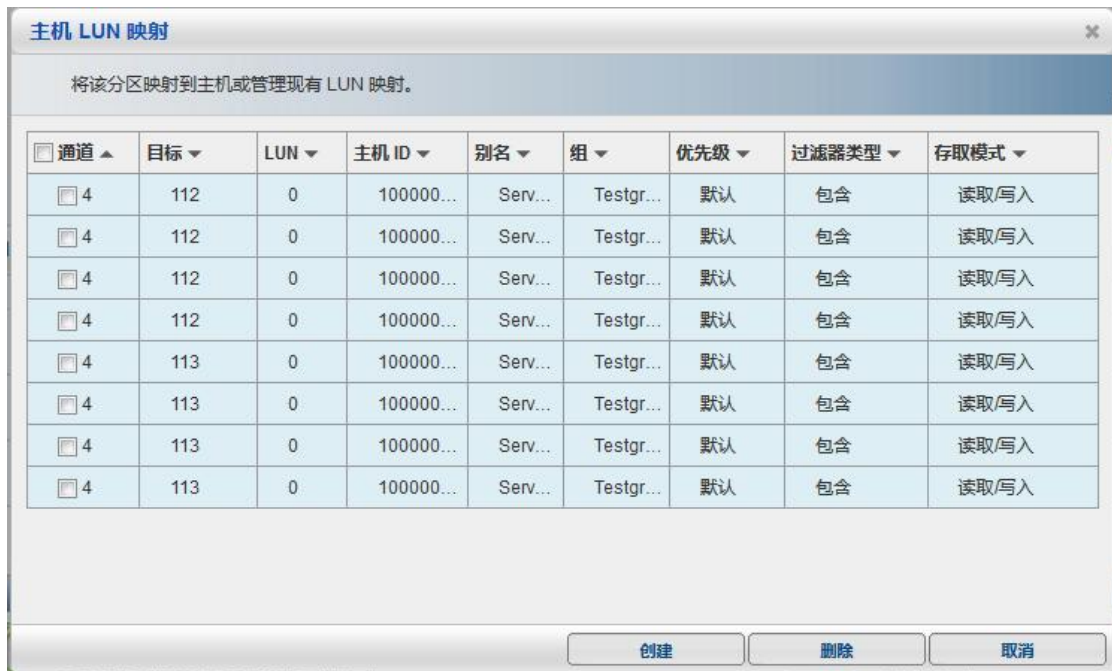 主机 LUN 映射
将该分区映射到主机或管理现有 LUN 映射。
通道 目标 LUN 主机 ID 别名 组 优先级 过滤器类型 存取模式
4 112 0 100000... Serv... Testgr... 默认 包含 读取/写入
4 112 0 100000... Serv... Testgr... 默认 包含 读取/写入
4 112 0 100000... Serv... Testgr... 默认 包含 读取/写入
4 112 0 100000... Serv... Testgr... 默认 包含 读取/写入
4 113 0 100000... Serv... Testgr... 默认 包含 读取/写入
4 113 0 100000... Serv... Testgr... 默认 包含 读取/写入
4 113 0 100000... Serv... Testgr... 默认 包含 读取/写入
4 113 0 100000... Serv... Testgr... 默认 包含 读取/写入
创建 删除 取消